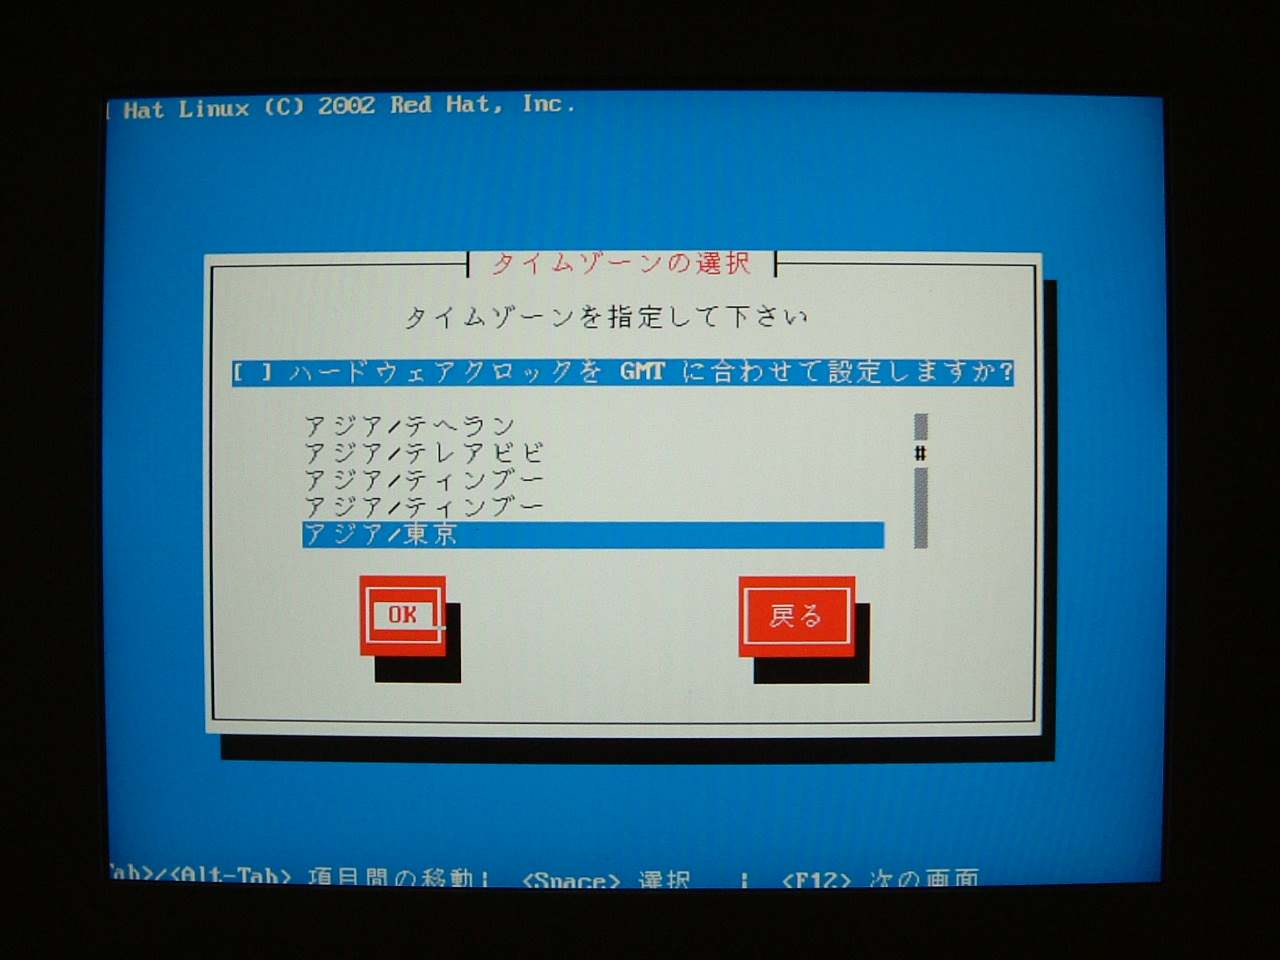 Hat Linux (C) 2002 Red Hat, Inc.
タイムゾーンの選択
タイムゾーンを指定して下さい
[ ] ハードウェアクロックを GMT に合わせて設定しますか?
アジア/テヘラン
アジア/テレアビビ
アジア/ティンブー
アジア/ティンブー
アジア/東京
#
OK 戻る
Tab>/<Alt-Tab> 項目間の移動| <Space> 選択 | <F12> 次の画面